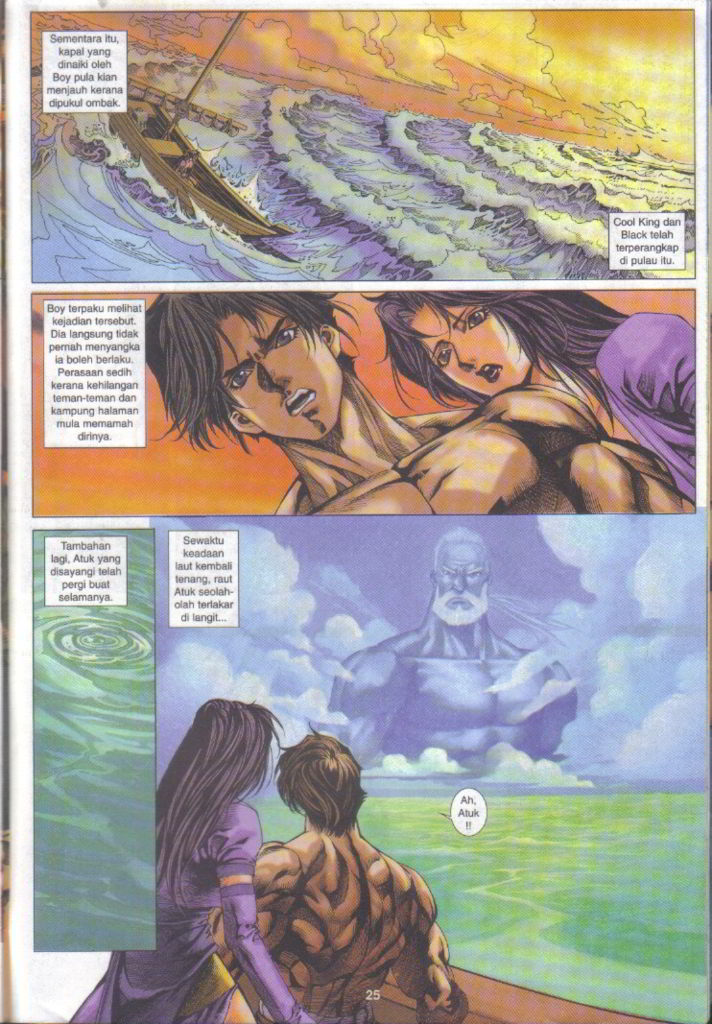 Sementara itu,
kapal yang
dinaiki oleh
Boy pula kian
menjauh kerana
dipukul ombak.
Cool King dan
Black telah
terperangkap
di pulau itu.
Boy terpaku melihat
kejadian tersebut.
Dia langsung tidak
pernah menyangka
ia boleh berlaku.
Perasaan sedih
kerana kehilangan
teman-teman dan
kampung halaman
mula memamah
dirinya.
Tambahan
lagi, Atuk yang
disayangi telah
pergi buat
selamanya.
Sewaktu
keadaan
laut kembali
tenang, raut
Atuk seolah-
olah terlakar
di langit...
Ah,
Atuk
!!
25